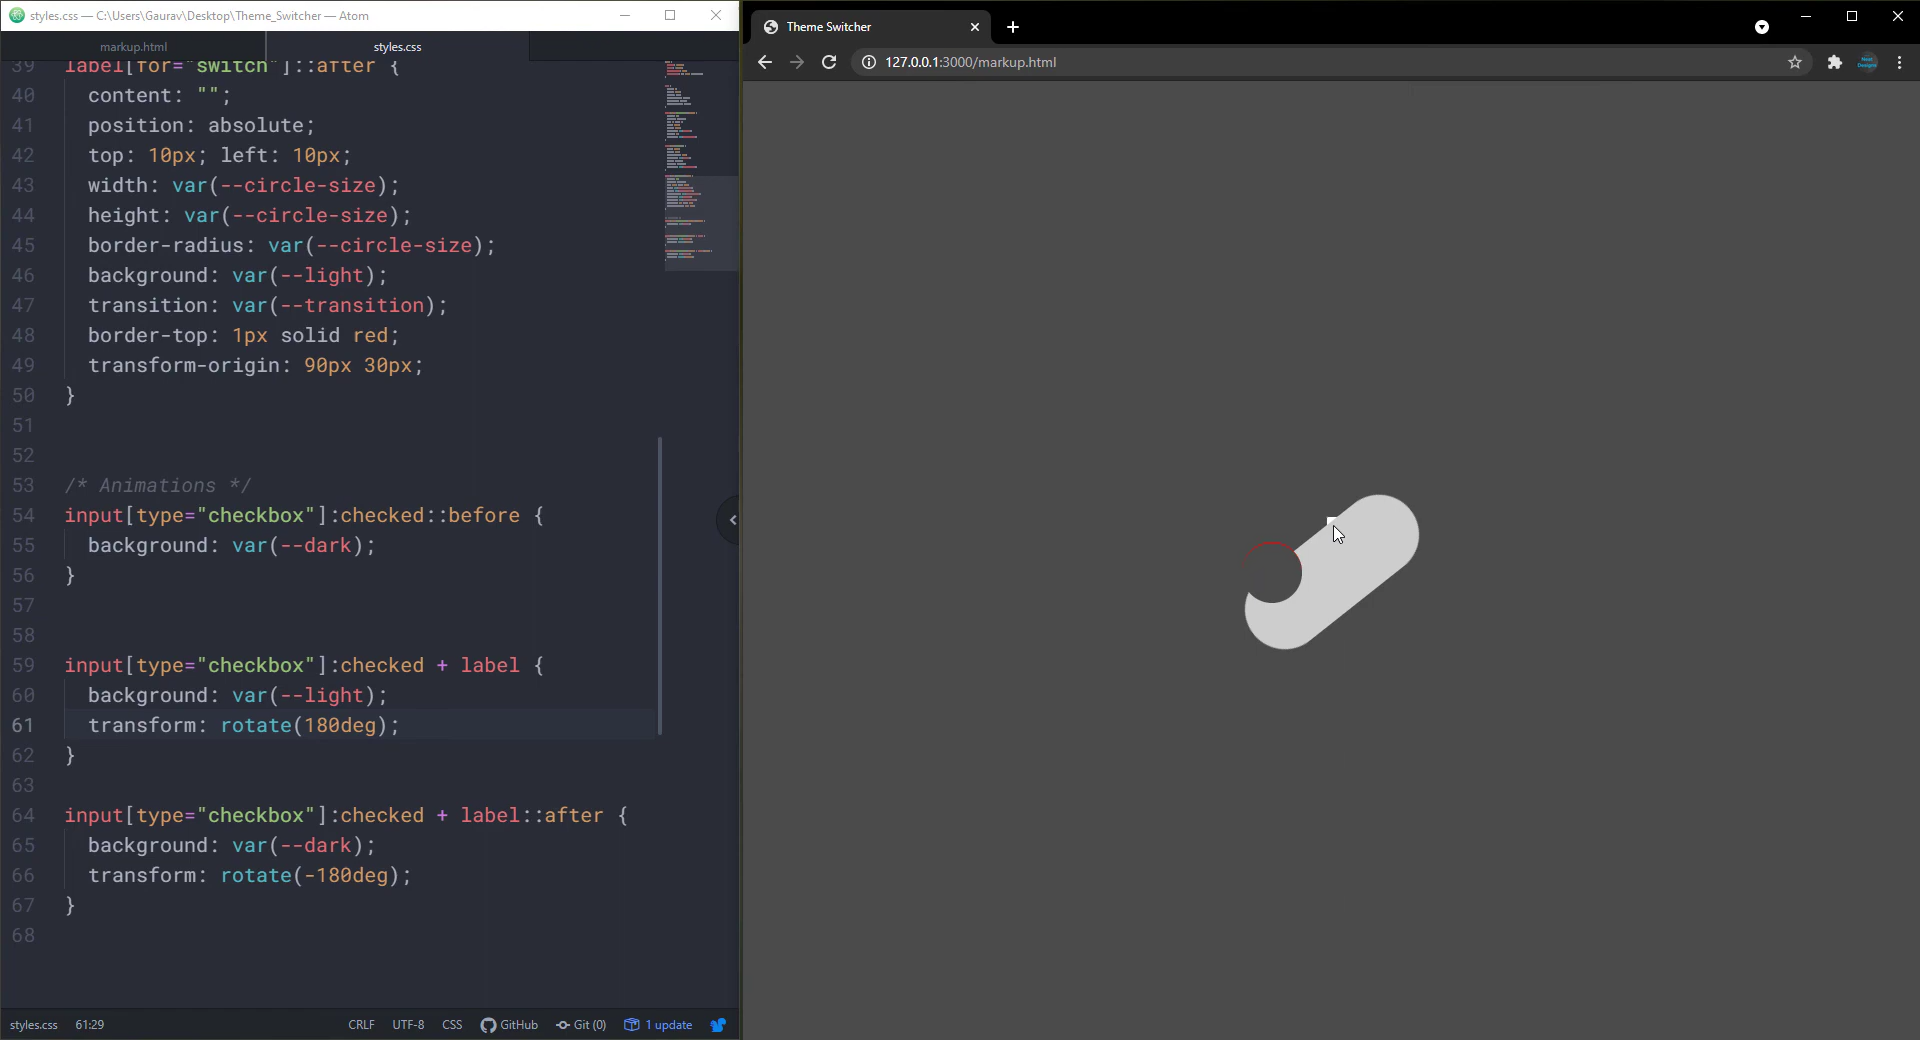 styles.css — C:\Users\Gaurav\Desktop\Theme_Switcher — Atom
markup.html
styles.css
39 label[for="switch"]::after {
40 content: "";
41 position: absolute;
42 top: 10px; left: 10px;
43 width: var(--circle-size);
44 height: var(--circle-size);
45 border-radius: var(--circle-size);
46 background: var(--light);
47 transition: var(--transition);
48 border-top: 1px solid red;
49 transform-origin: 90px 30px;
50 }
51
52
53 /* Animations */
54 input[type="checkbox"]:checked::before {
55 background: var(--dark);
56 }
57
58
59 input[type="checkbox"]:checked + label {
60 background: var(--light);
61 transform: rotate(180deg);
62 }
63
64 input[type="checkbox"]:checked + label::after {
65 background: var(--dark);
66 transform: rotate(-180deg);
67 }
68
styles.css 61:29 CRLF UTF-8 CSS GitHub Git (0) 1 update
Theme Switcher
127.0.0.1:3000/markup.html